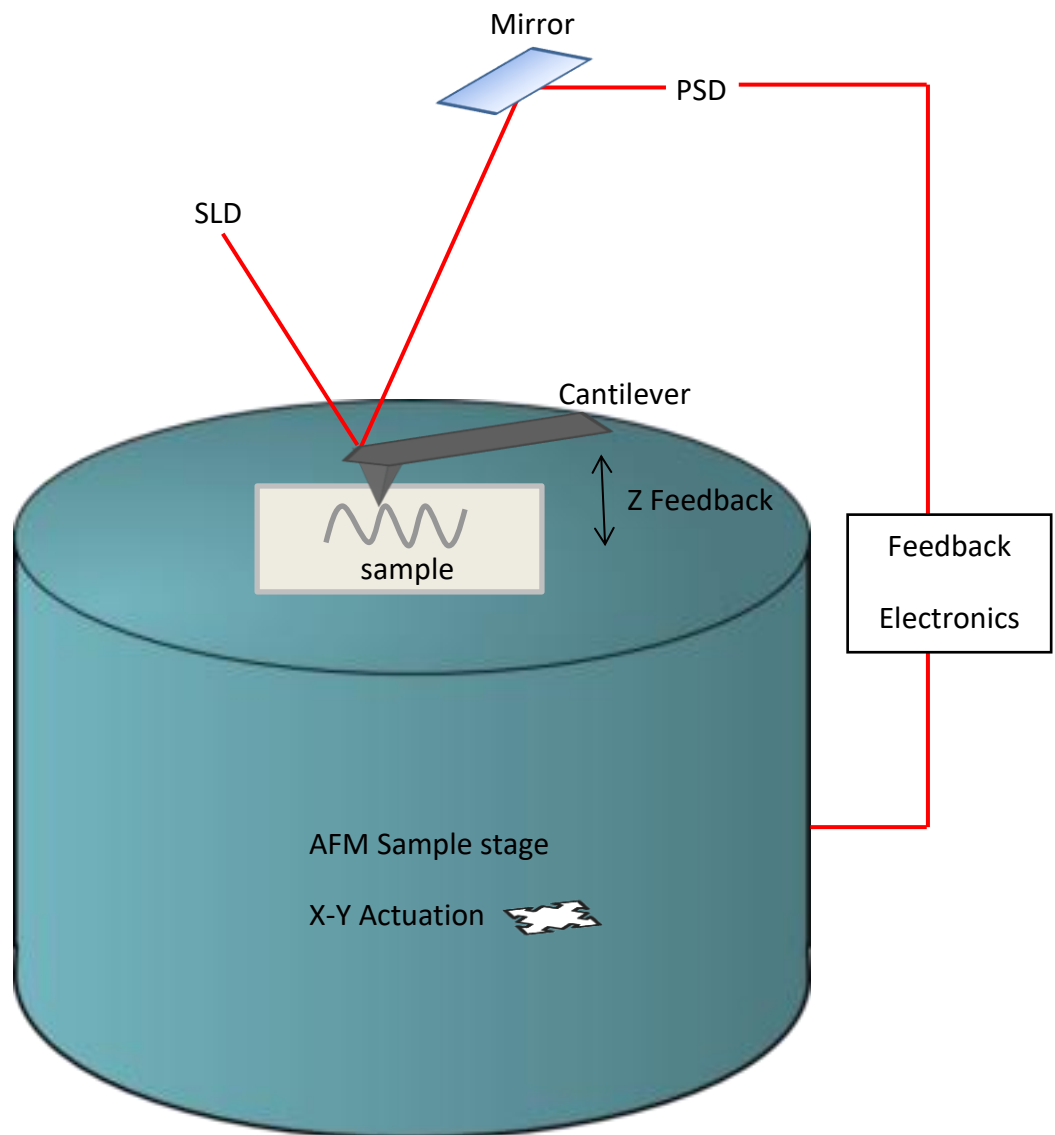 Mirror
PSD
SLD
Cantilever
Z Feedback
sample
Feedback
Electronics
AFM Sample stage
X-Y Actuation